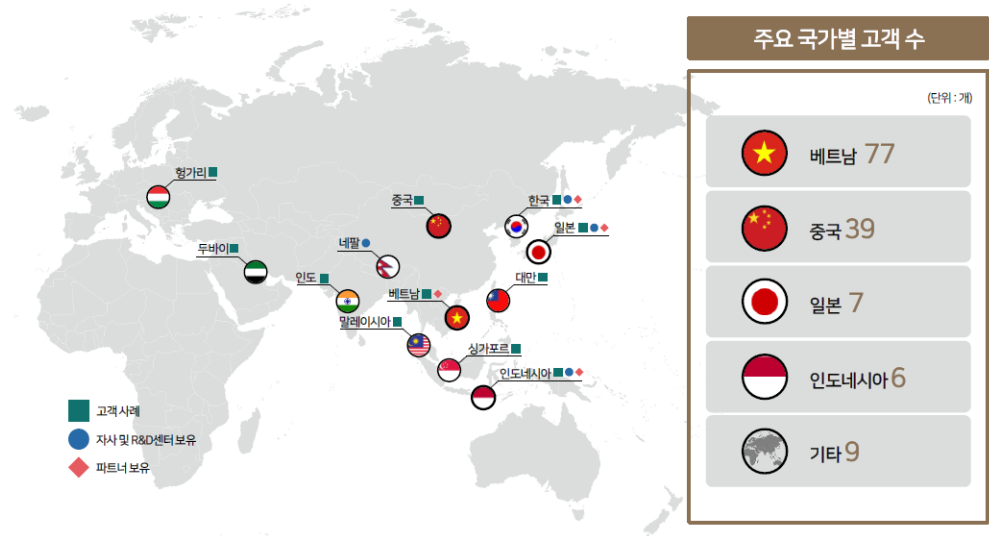 주요 국가별 고객 수
(단위 : 개)
베트남 77
중국 39
일본 7
인도네시아 6
기타 9
헝가리
중국
한국
일본
두바이
네팔
인도
대만
베트남
말레이시아
싱가포르
인도네시아
고객 사례
자사 및 R&D센터 보유
파트너 보유